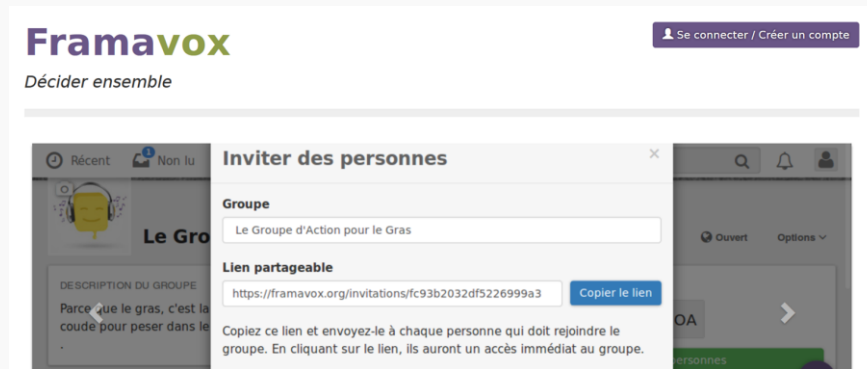 Framavox
Se connecter / Créer un compte
Décider ensemble
Récent
Non lu
1
Inviter des personnes
×
Groupe
Le Gro
Le Groupe d'Action pour le Gras
Ouvert
Options
Lien partageable
DESCRIPTION DU GROUPE
https://framavox.org/invitations/fc93b2032df5226999a3
Copier le lien
Parce que le gras, c'est la
coude pour peser dans le
.
OA
Copiez ce lien et envoyez-le à chaque personne qui doit rejoindre le
groupe. En cliquant sur le lien, ils auront un accès immédiat au groupe.
personnes